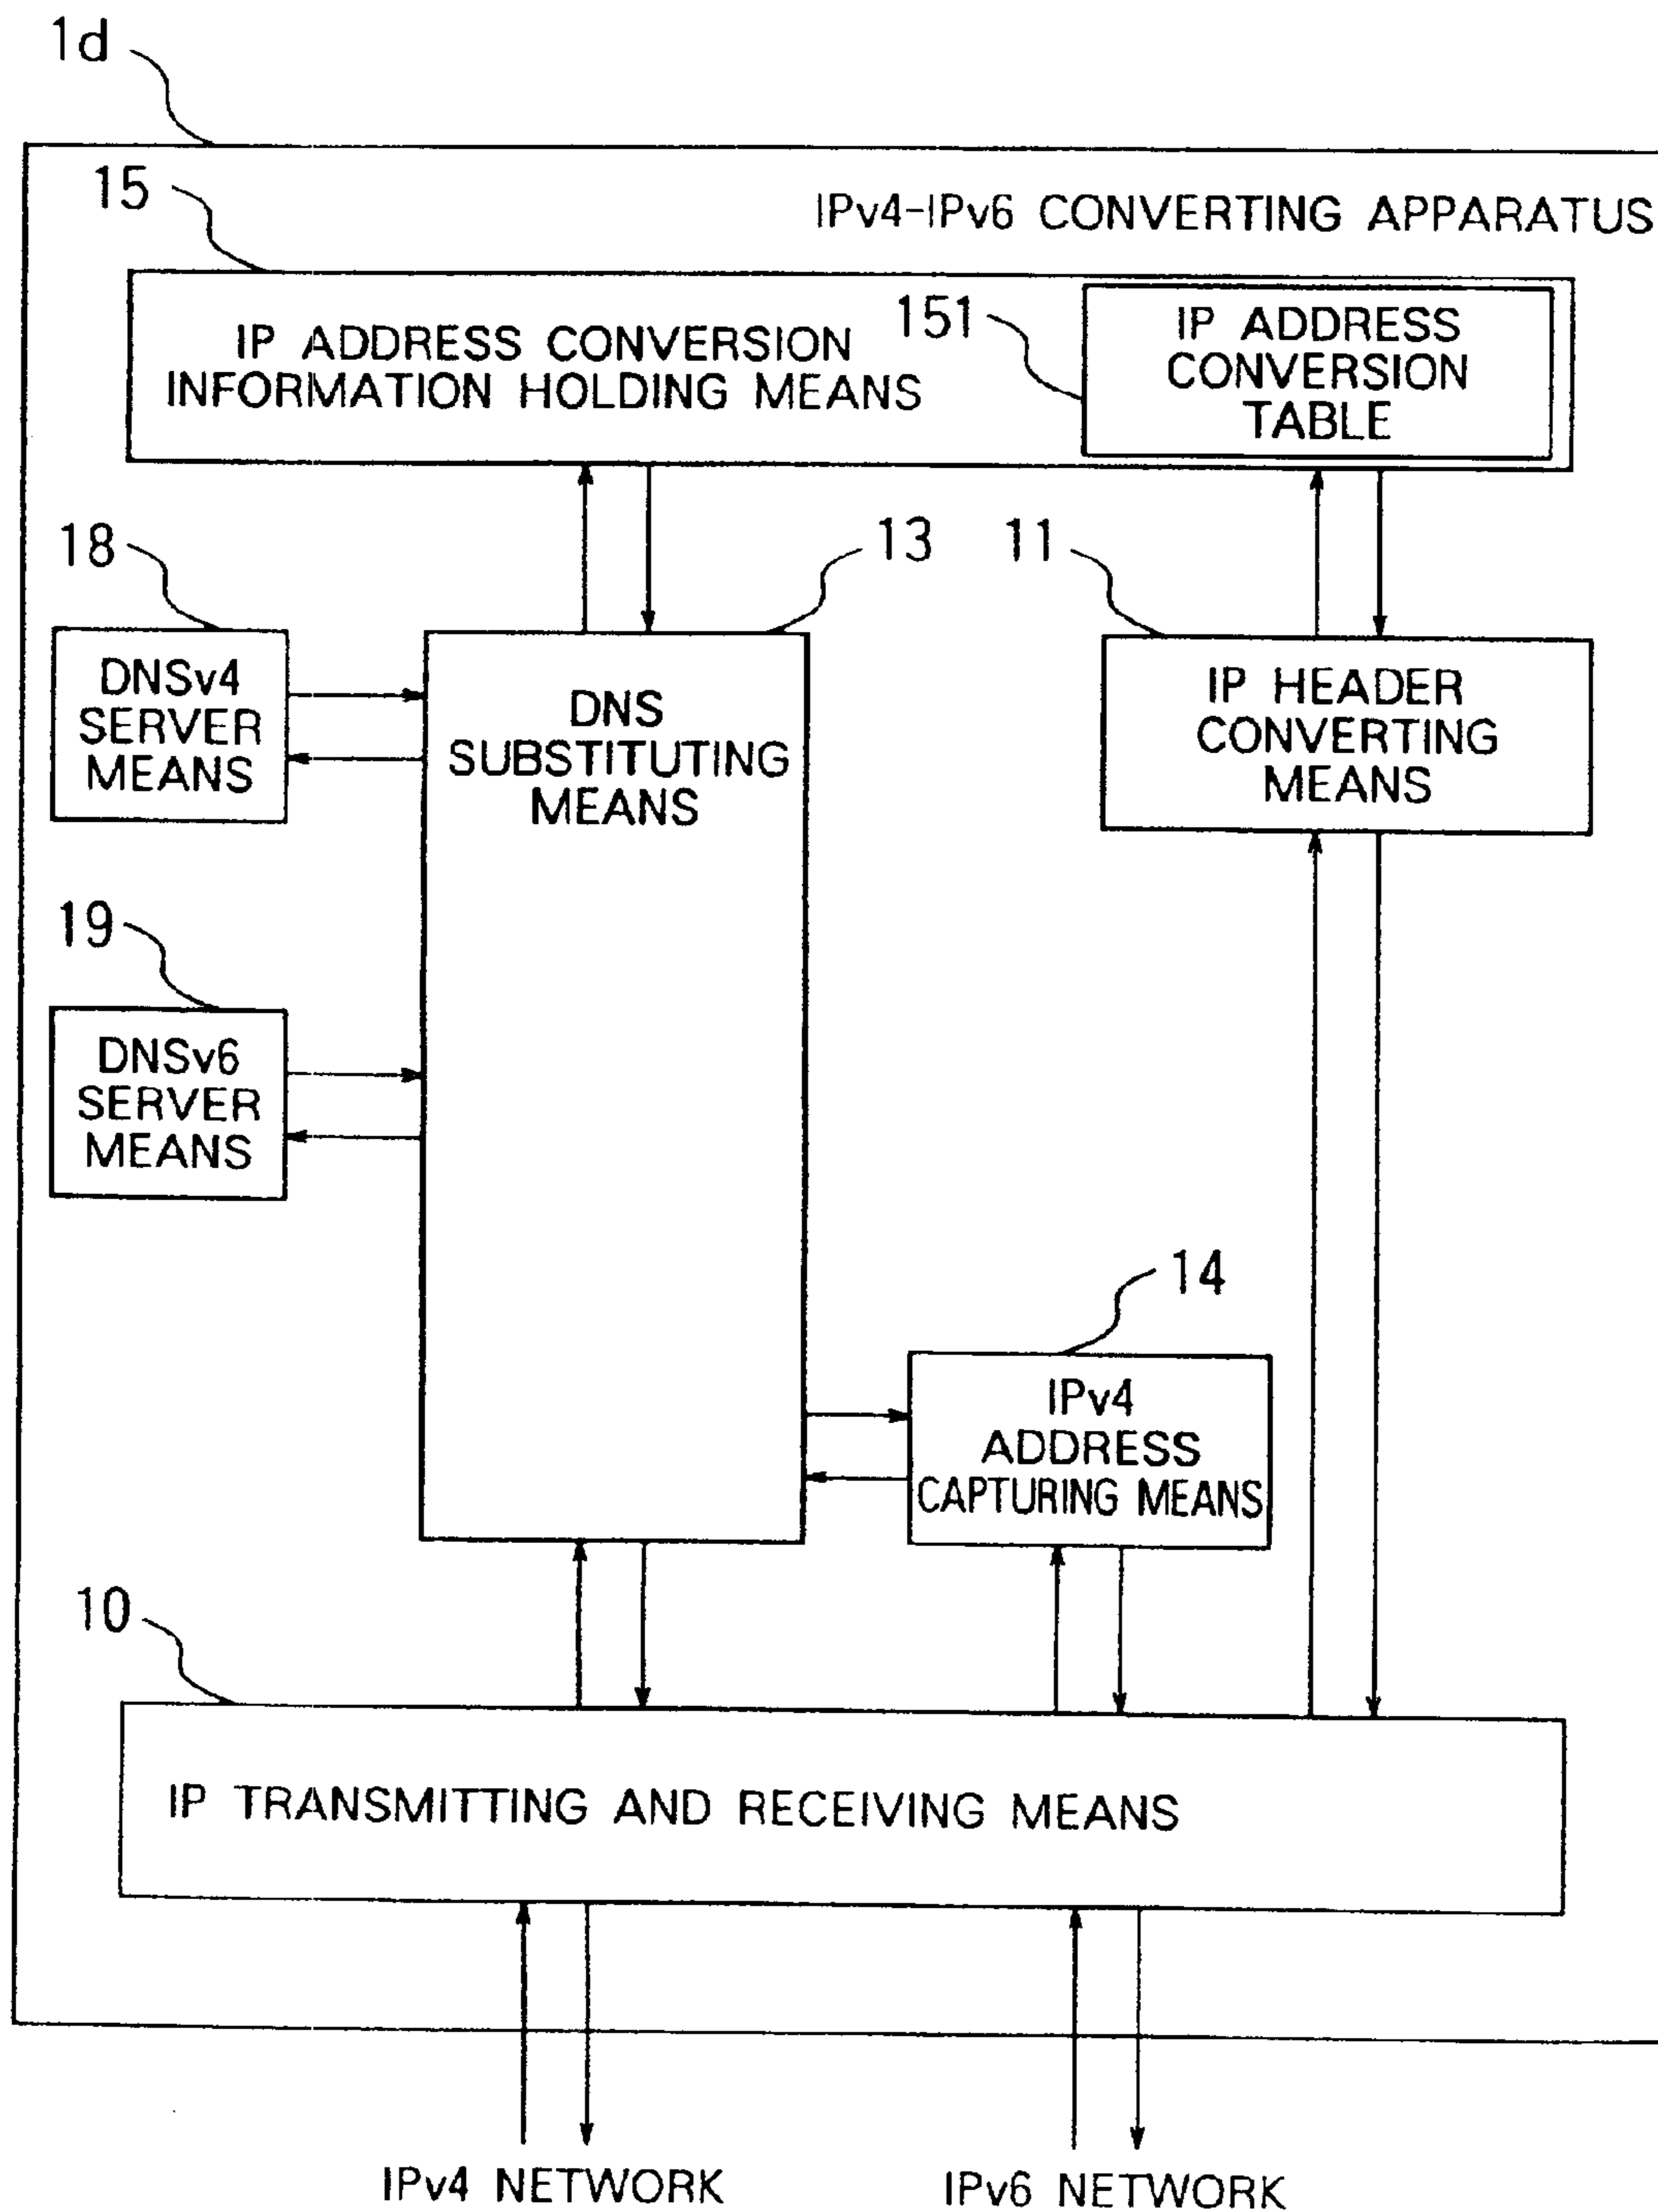 1d
15
IPv4-IPv6 CONVERTING APPARATUS
IP ADDRESS CONVERSION
INFORMATION HOLDING MEANS
151
IP ADDRESS
CONVERSION
TABLE
18
13
11
DNSv4
SERVER
MEANS
DNS
SUBSTITUTING
MEANS
IP HEADER
CONVERTING
MEANS
19
DNSv6
SERVER
MEANS
14
IPv4
ADDRESS
CAPTURING MEANS
10
IP TRANSMITTING AND RECEIVING MEANS
IPv4 NETWORK
IPv6 NETWORK